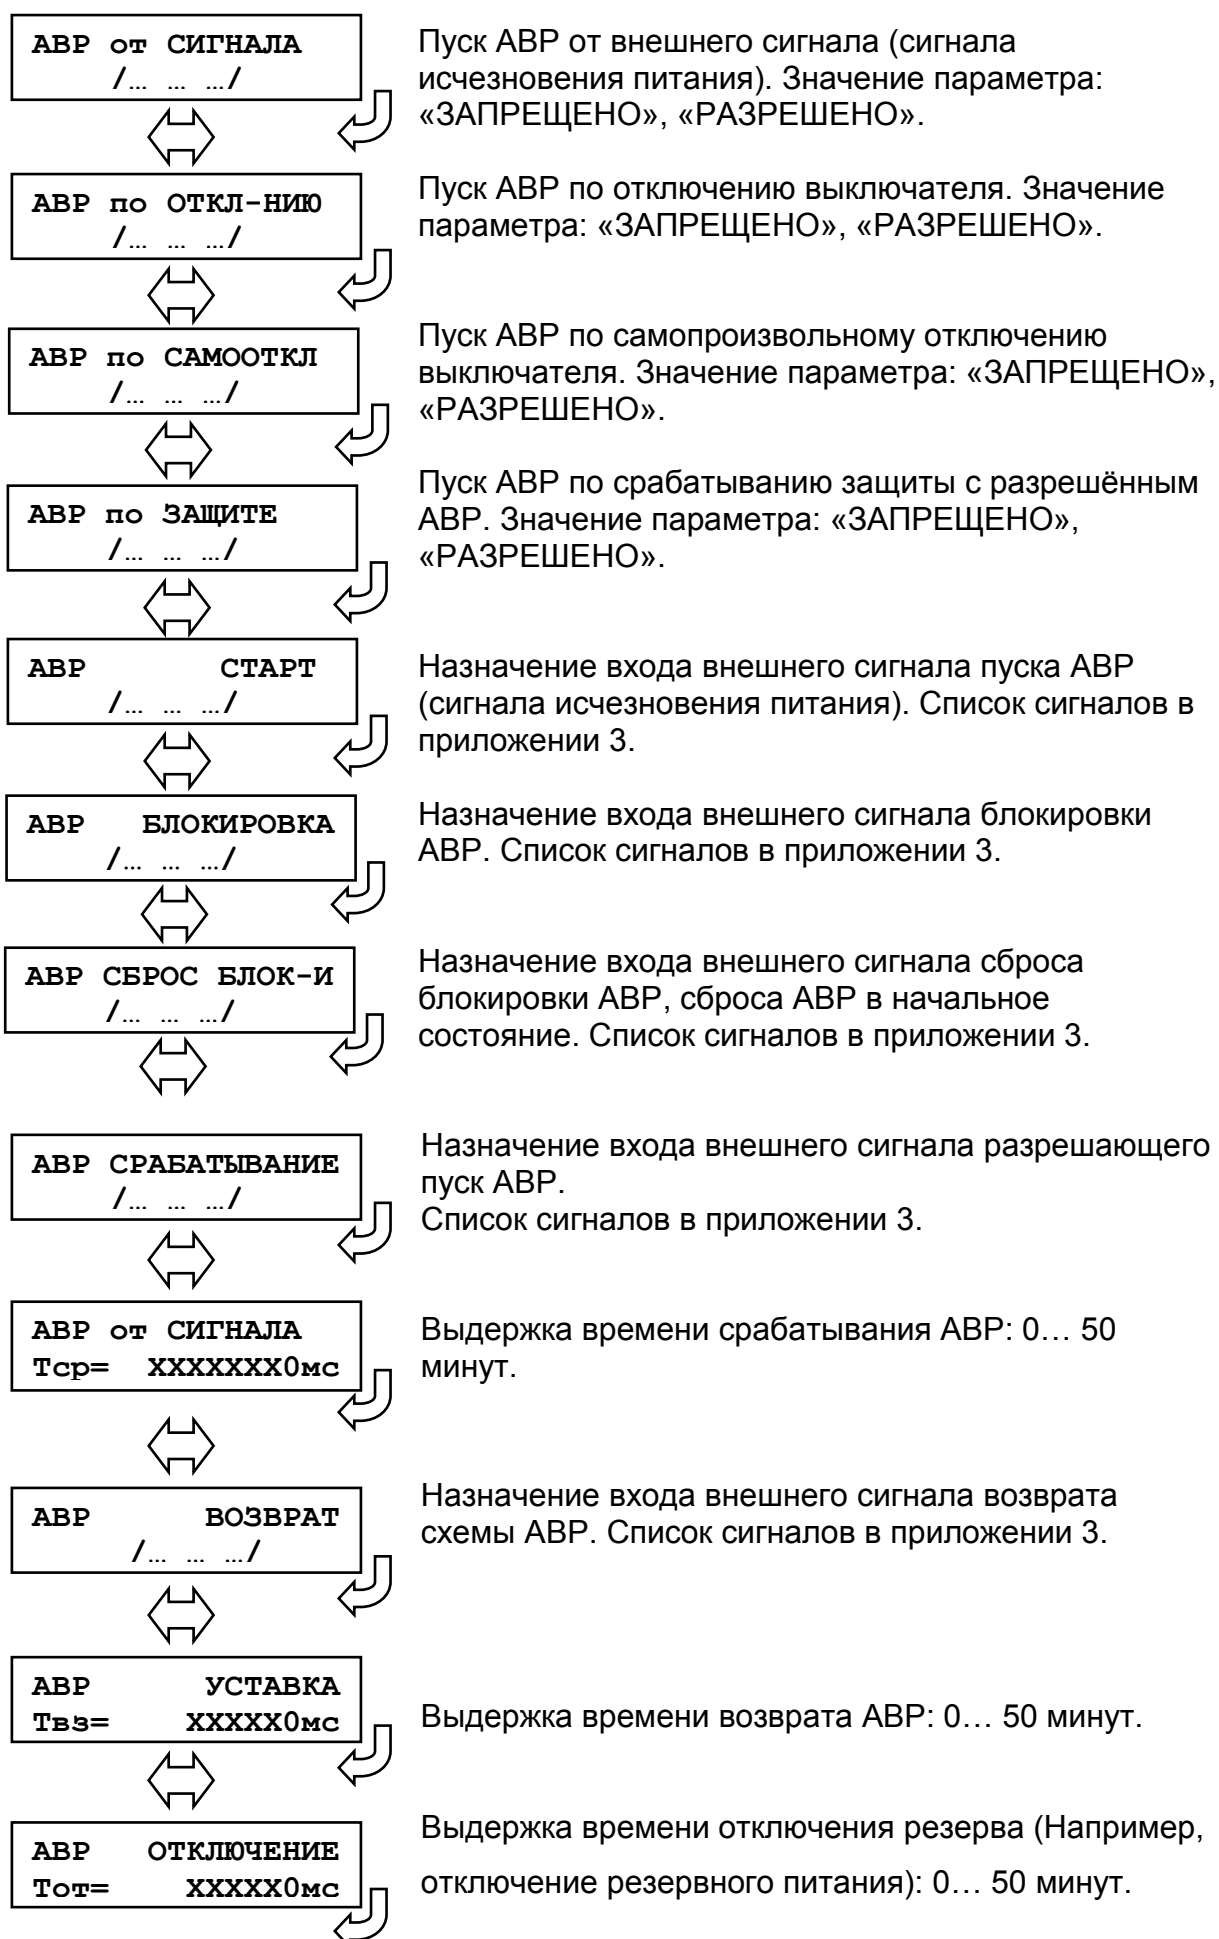 АВР от СИГНАЛА
/… … …/
Пуск АВР от внешнего сигнала (сигнала
исчезновения питания). Значение параметра:
«ЗАПРЕЩЕНО», «РАЗРЕШЕНО».
АВР по ОТКЛ-НИЮ
/… … …/
Пуск АВР по отключению выключателя. Значение
параметра: «ЗАПРЕЩЕНО», «РАЗРЕШЕНО».
АВР по САМООТКЛ
/… … …/
Пуск АВР по самопроизвольному отключению
выключателя. Значение параметра: «ЗАПРЕЩЕНО»,
«РАЗРЕШЕНО».
АВР по ЗАЩИТЕ
/… … …/
Пуск АВР по срабатыванию защиты с разрешённым
АВР. Значение параметра: «ЗАПРЕЩЕНО»,
«РАЗРЕШЕНО».
АВР СТАРТ
/… … …/
Назначение входа внешнего сигнала пуска АВР
(сигнала исчезновения питания). Список сигналов в
приложении 3.
АВР БЛОКИРОВКА
/… … …/
Назначение входа внешнего сигнала блокировки
АВР. Список сигналов в приложении 3.
АВР СБРОС БЛОК-И
/… … …/
Назначение входа внешнего сигнала сброса
блокировки АВР, сброса АВР в начальное
состояние. Список сигналов в приложении 3.
АВР СРАБАТЫВАНИЕ
/… … …/
Назначение входа внешнего сигнала разрешающего
пуск АВР.
Список сигналов в приложении 3.
АВР от СИГНАЛА
Тср= XXXXXXX0мс
Выдержка времени срабатывания АВР: 0… 50
минут.
АВР ВОЗВРАТ
/… … …/
Назначение входа внешнего сигнала возврата
схемы АВР. Список сигналов в приложении 3.
АВР УСТАВКА
Твз= XXXXX0мс
Выдержка времени возврата АВР: 0… 50 минут.
АВР ОТКЛЮЧЕНИЕ
Тот= XXXXX0мс
Выдержка времени отключения резерва (Например,
отключение резервного питания): 0… 50 минут.